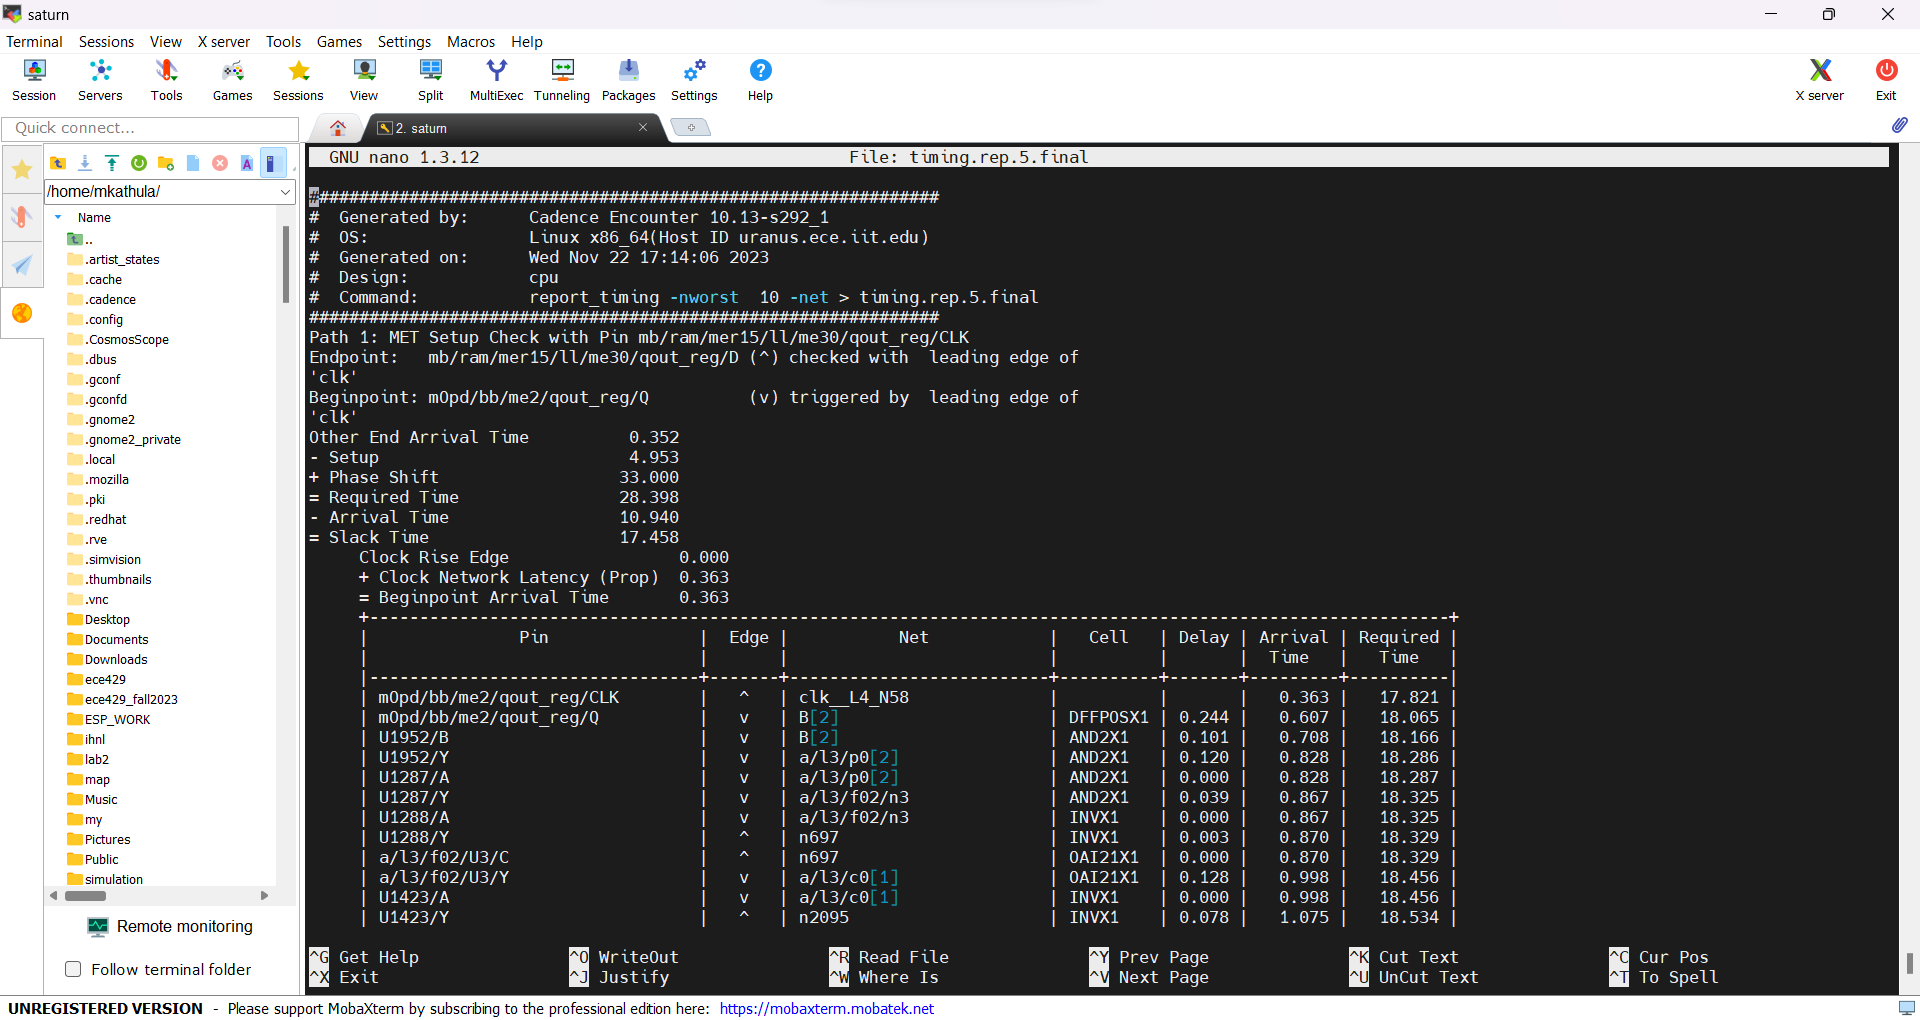 saturn
Terminal Sessions View X server Tools Games Settings Macros Help
Session Servers Tools Games Sessions View Split MultiExec Tunneling Packages Settings Help X server Exit
Quick connect...
2. saturn
/home/mkathula/
Name
..
.artist_states
.cache
.cadence
.config
.CosmosScope
.dbus
.gconf
.gconfd
.gnome2
.gnome2_private
.local
.mozilla
.pki
.redhat
.rve
.simvision
.thumbnails
.vnc
Desktop
Documents
Downloads
ece429
ece429_fall2023
ESP_WORK
ihnl
lab2
map
Music
my
Pictures
Public
simulation
Remote monitoring
Follow terminal folder
GNU nano 1.3.12 File: timing.rep.5.final
###############################################################
# Generated by: Cadence Encounter 10.13-s292_1
# OS: Linux x86_64(Host ID uranus.ece.iit.edu)
# Generated on: Wed Nov 22 17:14:06 2023
# Design: cpu
# Command: report_timing -nworst 10 -net > timing.rep.5.final
###############################################################
Path 1: MET Setup Check with Pin mb/ram/mer15/ll/me30/qout_reg/CLK
Endpoint: mb/ram/mer15/ll/me30/qout_reg/D (^) checked with leading edge of
'clk'
Beginpoint: m0pd/bb/me2/qout_reg/Q (v) triggered by leading edge of
'clk'
Other End Arrival Time 0.352
- Setup 4.953
+ Phase Shift 33.000
= Required Time 28.398
- Arrival Time 10.940
= Slack Time 17.458
Clock Rise Edge 0.000
+ Clock Network Latency (Prop) 0.363
= Beginpoint Arrival Time 0.363
+------------------------------------------------------------------------------------------------------------+
| Pin | Edge | Net | Cell | Delay | Arrival | Required |
| | | | | | Time | Time |
|---------------------------------+-------+--------------------------+----------+-------+---------+----------|
| m0pd/bb/me2/qout_reg/CLK | ^ | clk__L4_N58 | | | 0.363 | 17.821 |
| m0pd/bb/me2/qout_reg/Q | v | B[2] | DFFPOSX1 | 0.244 | 0.607 | 18.065 |
| U1952/B | v | B[2] | AND2X1 | 0.101 | 0.708 | 18.166 |
| U1952/Y | v | a/l3/p0[2] | AND2X1 | 0.120 | 0.828 | 18.286 |
| U1287/A | v | a/l3/p0[2] | AND2X1 | 0.000 | 0.828 | 18.287 |
| U1287/Y | v | a/l3/f02/n3 | AND2X1 | 0.039 | 0.867 | 18.325 |
| U1288/A | v | a/l3/f02/n3 | INVX1 | 0.000 | 0.867 | 18.325 |
| U1288/Y | ^ | n697 | INVX1 | 0.003 | 0.870 | 18.329 |
| a/l3/f02/U3/C | ^ | n697 | OAI21X1 | 0.000 | 0.870 | 18.329 |
| a/l3/f02/U3/Y | v | a/l3/c0[1] | OAI21X1 | 0.128 | 0.998 | 18.456 |
| U1423/A | v | a/l3/c0[1] | INVX1 | 0.000 | 0.998 | 18.456 |
| U1423/Y | ^ | n2095 | INVX1 | 0.078 | 1.075 | 18.534 |
^G Get Help ^O WriteOut ^R Read File ^Y Prev Page ^K Cut Text ^C Cur Pos
^X Exit ^J Justify ^W Where Is ^V Next Page ^U UnCut Text ^T To Spell
UNREGISTERED VERSION - Please support MobaXterm by subscribing to the professional edition here: https://mobaxterm.mobatek.net